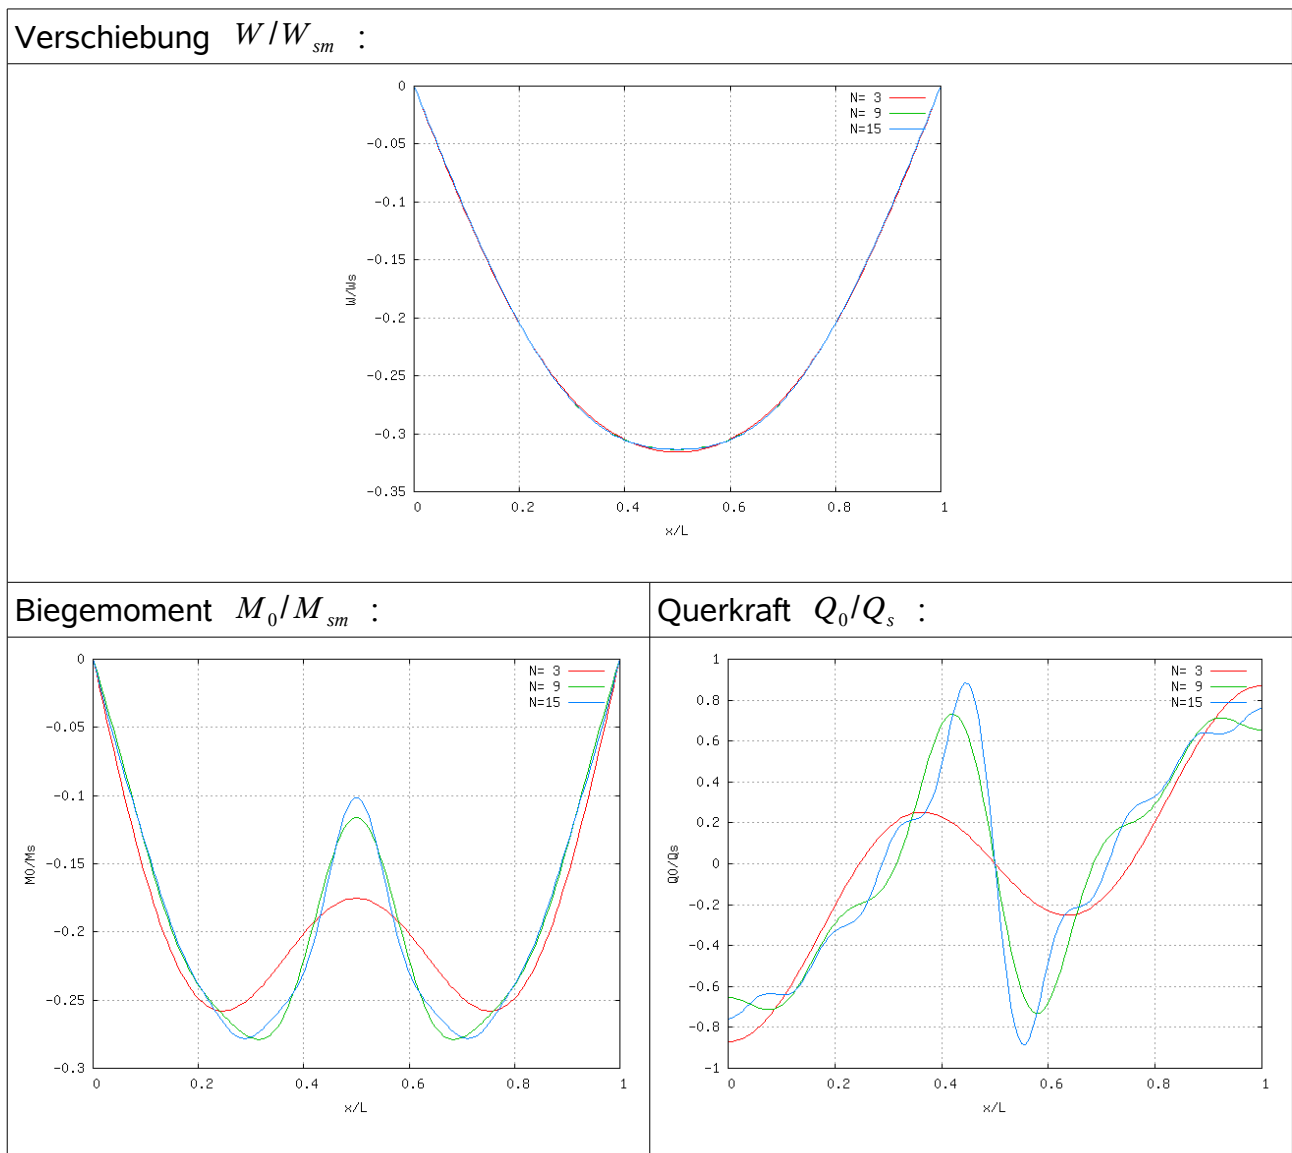 Verschiebung W/W_sm :
0
-0.05
-0.1
-0.15
-0.2
-0.25
-0.3
-0.35
W/Ws
N= 3
N= 9
N=15
0 0.2 0.4 0.6 0.8 1
x/L
Biegemoment M_0/M_sm :
0
-0.05
-0.1
-0.15
-0.2
-0.25
-0.3
M0/Ms
N= 3
N= 9
N=15
0 0.2 0.4 0.6 0.8 1
x/L
Querkraft Q_0/Q_s :
1
0.8
0.6
0.4
0.2
0
-0.2
-0.4
-0.6
-0.8
-1
Q0/Qs
N= 3
N= 9
N=15
0 0.2 0.4 0.6 0.8 1
x/L